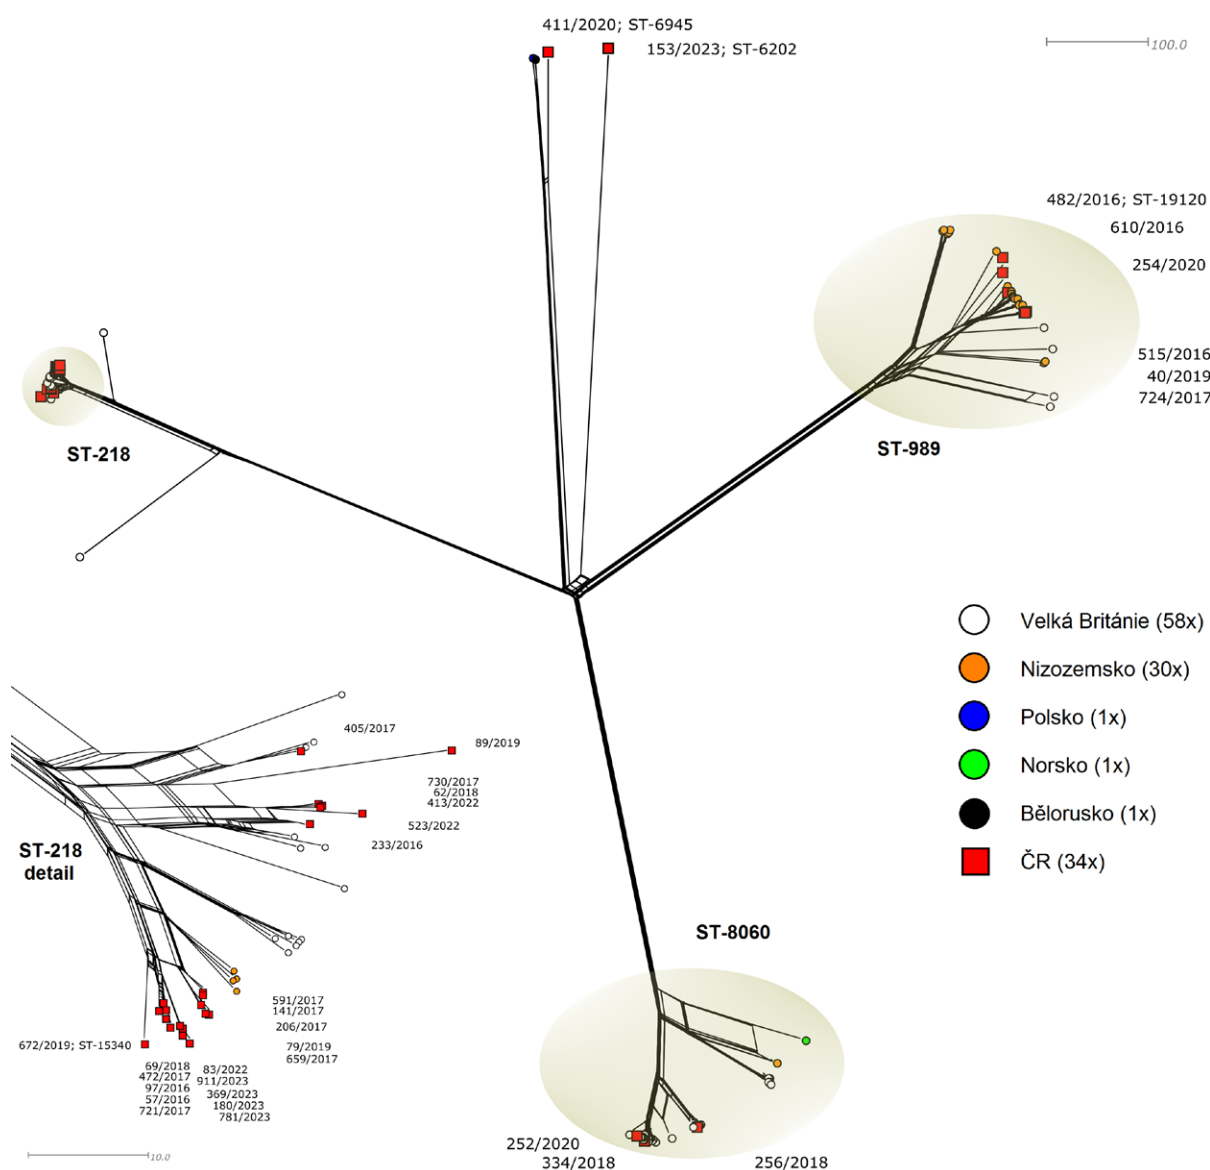 411/2020; ST-6945
153/2023; ST-6202
100.0
482/2016; ST-19120
610/2016
254/2020
515/2016
40/2019
724/2017
ST-989
ST-218
Velká Británie (58x)
Nizozemsko (30x)
Polsko (1x)
Norsko (1x)
Bělorusko (1x)
ČR (34x)
405/2017
89/2019
730/2017
62/2018
413/2022
523/2022
233/2016
ST-218
detail
591/2017
141/2017
206/2017
79/2019
659/2017
672/2019; ST-15340
69/2018
472/2017
97/2016
57/2016
721/2017
83/2022
911/2023
369/2023
180/2023
781/2023
10.0
ST-8060
252/2020
334/2018
256/2018